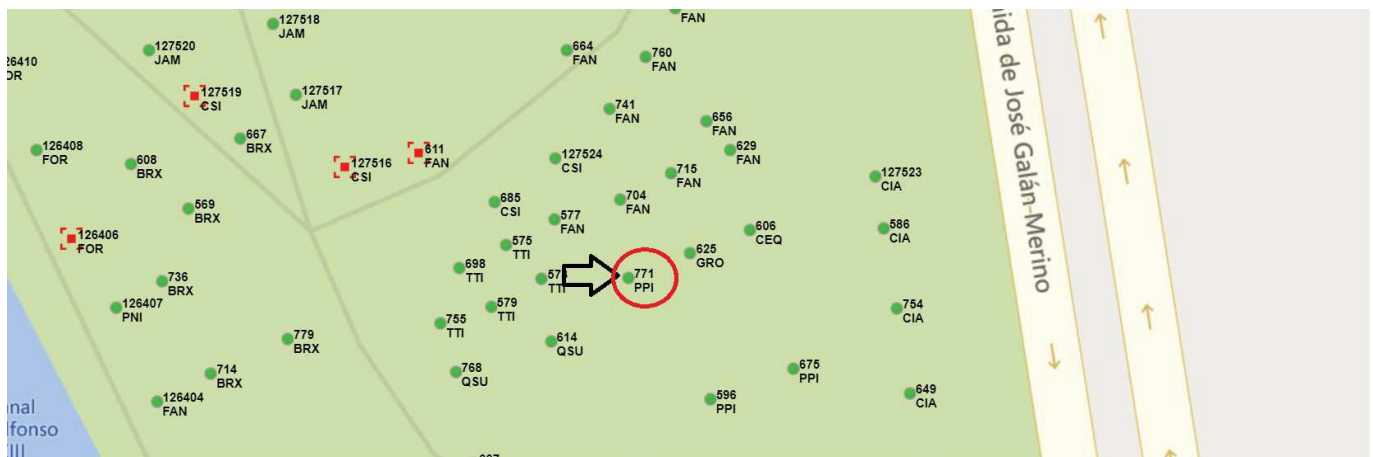 FAN
127518
JAM
127520
JAM
664
FAN
760
FAN
26410
OR
127519
CSI
127517
JAM
741
FAN
656
FAN
667
BRX
126408
FOR
608
BRX
611
FAN
127516
CSI
127524
CSI
629
FAN
715
FAN
127523
CIA
685
CSI
704
FAN
569
BRX
577
FAN
606
CEQ
586
CIA
126406
FOR
575
TTI
625
GRO
698
TTI
TTI
771
PPI
736
BRX
126407
PNI
579
TTI
754
CIA
755
TTI
779
BRX
614
QSU
714
BRX
768
QSU
675
PPI
126404
FAN
596
PPI
649
CIA
nida de José Galán-Merino
nal
lfonso
XIII